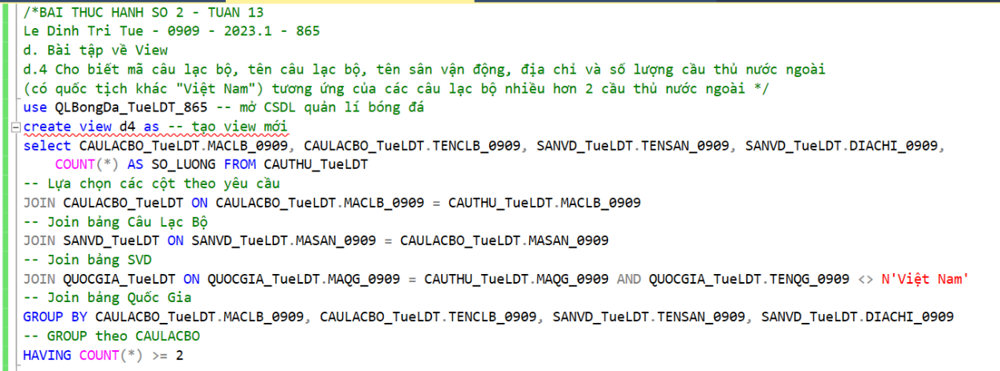 /*BAI THUC HANH SO 2 - TUAN 13
Le Dinh Tri Tue - 0909 - 2023.1 - 865
d. Bài tập về View
d.4 Cho biết mã câu lạc bộ, tên câu lạc bộ, tên sân vận động, địa chỉ và số lượng cầu thủ nước ngoài
(có quốc tịch khác "Việt Nam") tương ứng của các câu lạc bộ nhiều hơn 2 cầu thủ nước ngoài */
use QLBongDa_TueLDT_865 -- mở CSDL quản lí bóng đá
create view d4 as -- tạo view mới
select CAULACBO_TueLDT.MACLB_0909, CAULACBO_TueLDT.TENCLB_0909, SANVD_TueLDT.TENSAN_0909, SANVD_TueLDT.DIACHI_0909,
COUNT(*) AS SO_LUONG FROM CAUTHU_TueLDT
-- Lựa chọn các cột theo yêu cầu
JOIN CAULACBO_TueLDT ON CAULACBO_TueLDT.MACLB_0909 = CAUTHU_TueLDT.MACLB_0909
-- Join bảng Câu Lạc Bộ
JOIN SANVD_TueLDT ON SANVD_TueLDT.MASAN_0909 = CAULACBO_TueLDT.MASAN_0909
-- Join bảng SVD
JOIN QUOCGIA_TueLDT ON QUOCGIA_TueLDT.MAQG_0909 = CAUTHU_TueLDT.MAQG_0909 AND QUOCGIA_TueLDT.TENQG_0909 <> N'Việt Nam'
-- Join bảng Quốc Gia
GROUP BY CAULACBO_TueLDT.MACLB_0909, CAULACBO_TueLDT.TENCLB_0909, SANVD_TueLDT.TENSAN_0909, SANVD_TueLDT.DIACHI_0909
-- GROUP theo CAULACBO
HAVING COUNT(*) >= 2